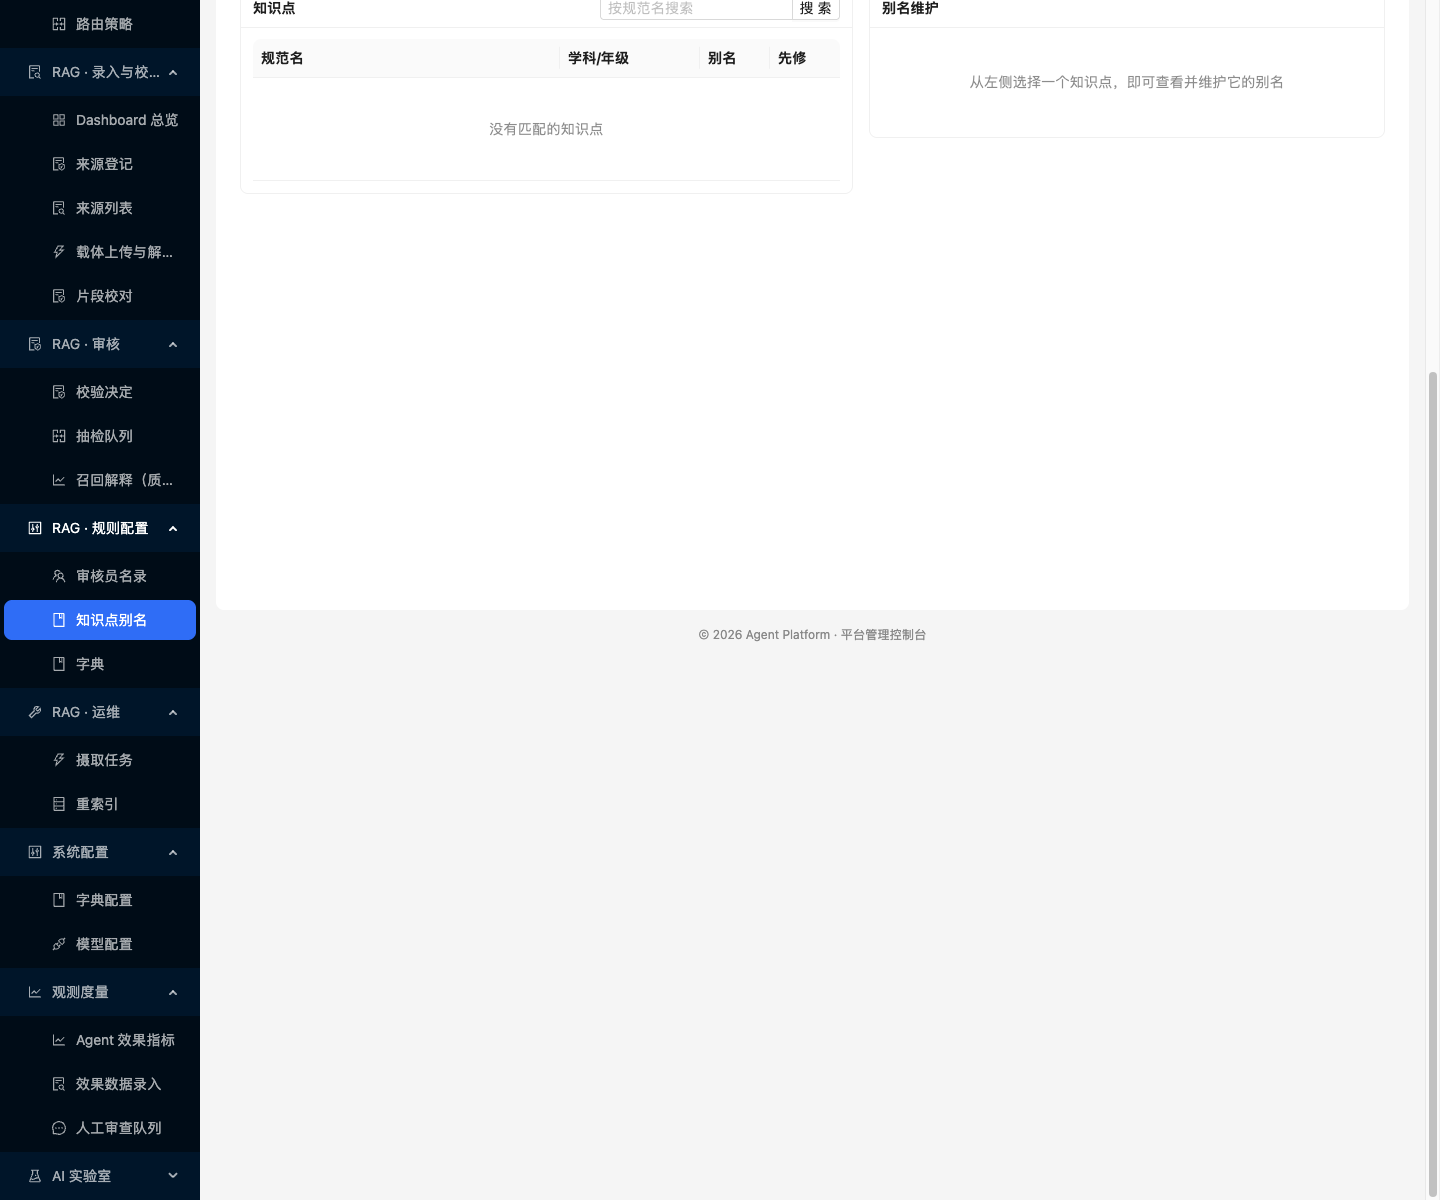 路由策略
RAG · 录入与校...
Dashboard 总览
来源登记
来源列表
载体上传与解...
片段校对
RAG · 审核
校验决定
抽检队列
召回解释（质...
RAG · 规则配置
审核员名录
知识点别名
字典
RAG · 运维
摄取任务
重索引
系统配置
字典配置
模型配置
观测度量
Agent 效果指标
效果数据录入
人工审查队列
AI 实验室
知识点
按规范名搜索
搜 索
规范名 学科/年级 别名 先修
没有匹配的知识点
别名维护
从左侧选择一个知识点，即可查看并维护它的别名
© 2026 Agent Platform · 平台管理控制台